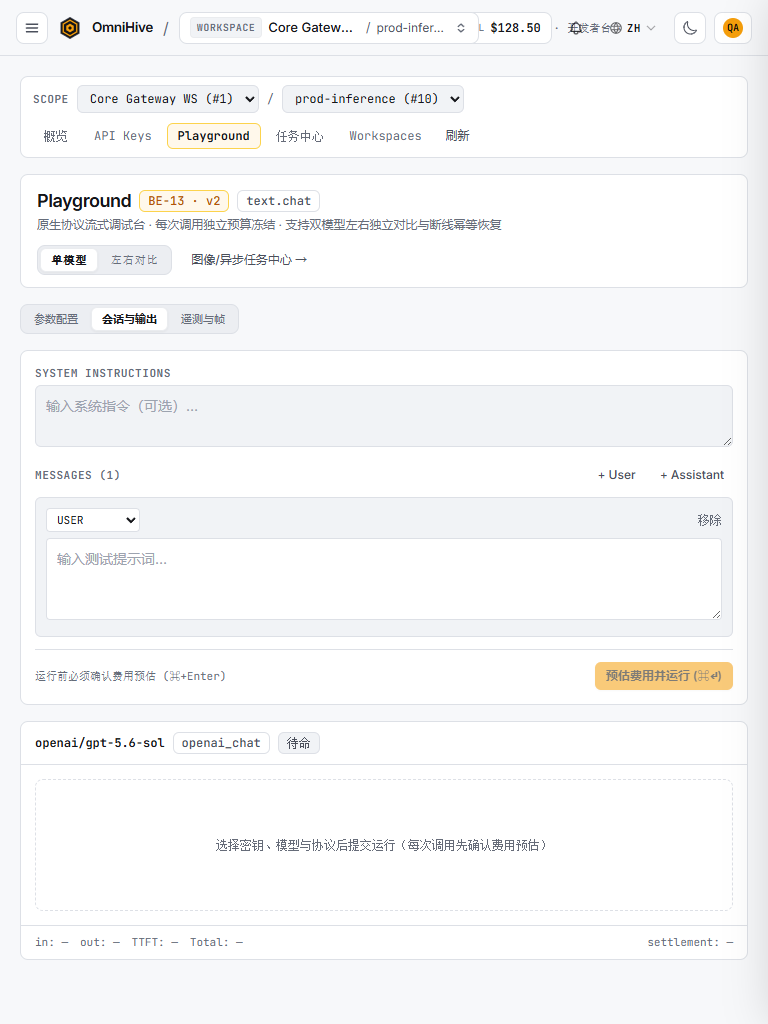 OmniHive / WORKSPACE Core Gatew... / prod-infer... L $128.50 · 开发者台 ZH QA
SCOPE Core Gateway WS (#1) / prod-inference (#10)
概览 API Keys Playground 任务中心 Workspaces 刷新
Playground BE-13 · v2 text.chat
原生协议流式调试台 · 每次调用独立预算冻结 · 支持双模型左右独立对比与断线幂等恢复
单模型 左右对比 图像/异步任务中心 →
参数配置 会话与输出 遥测与帧
SYSTEM INSTRUCTIONS
输入系统指令（可选）...
MESSAGES (1) + User + Assistant
USER 移除
输入测试提示词...
运行前必须确认费用预估 (⌘+Enter) 预估费用并运行 (⌘↵)
openai/gpt-5.6-sol openai_chat 待命
选择密钥、模型与协议后提交运行（每次调用先确认费用预估）
in: — out: — TTFT: — Total: — settlement: —